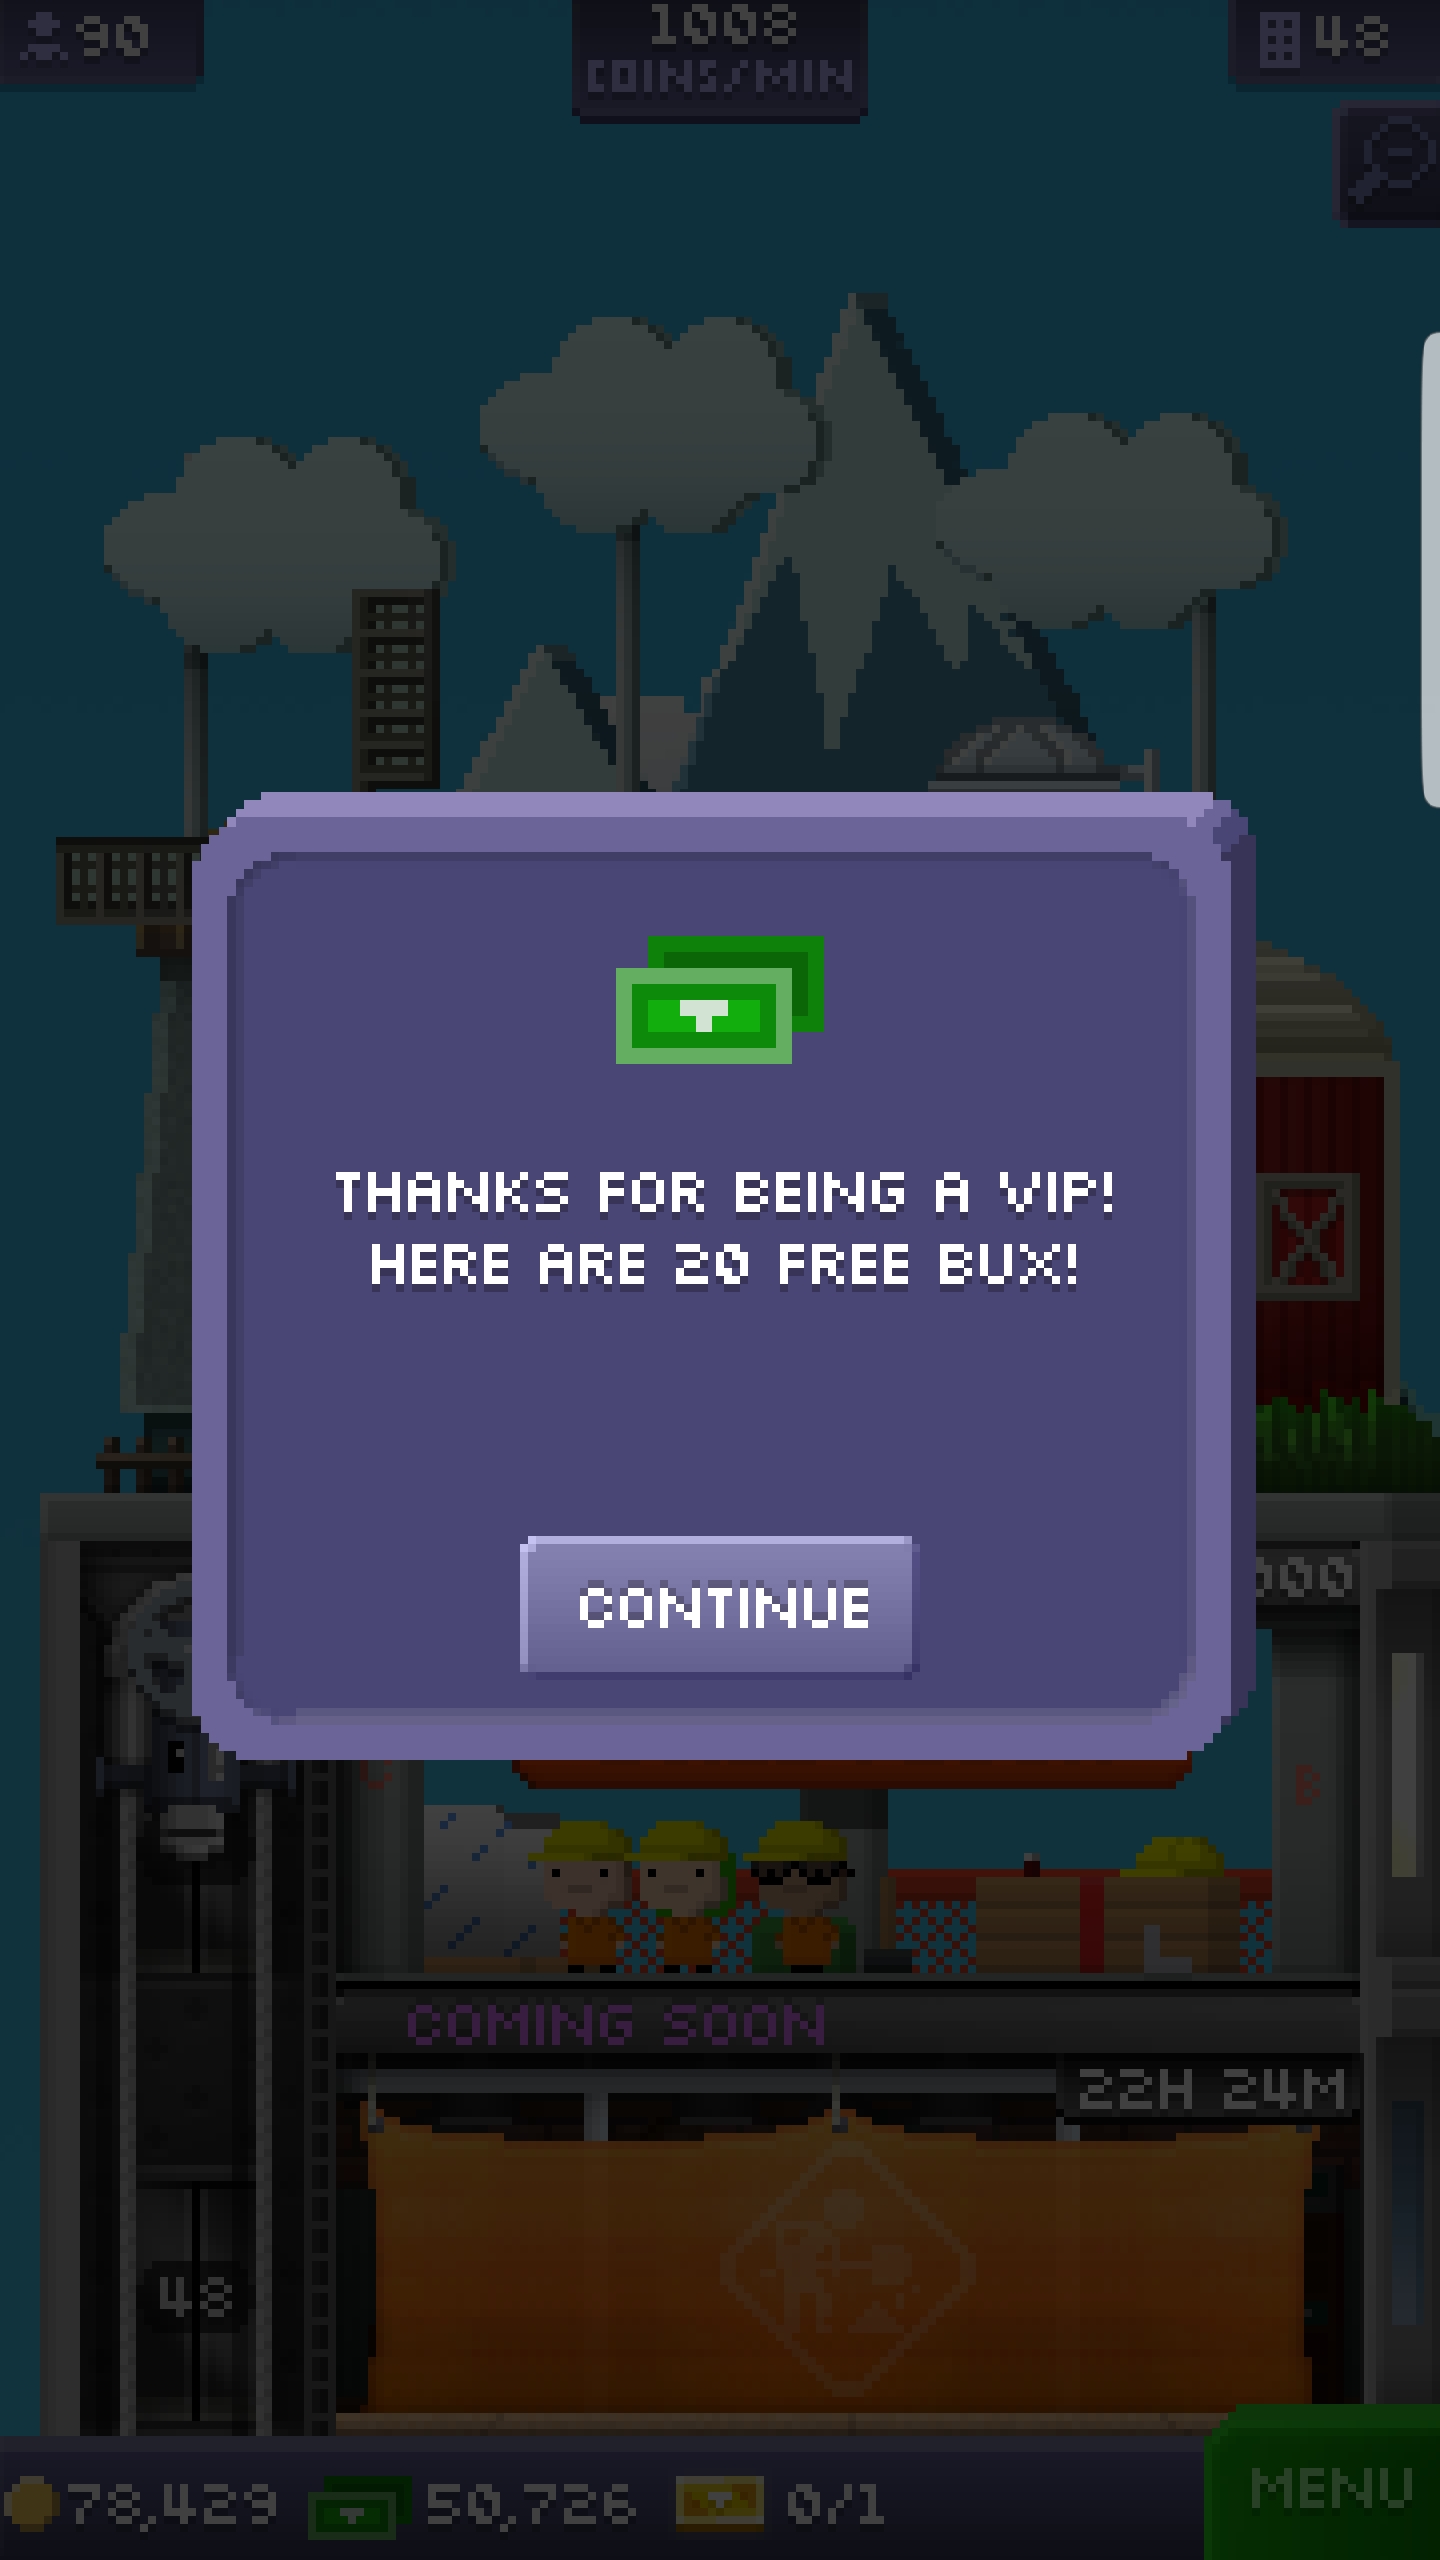 90
1008
COINS/MIN
48
THANKS FOR BEING A VIP!
HERE ARE 20 FREE BUX!
CONTINUE
COMING SOON
22H 24M
48
78,429
50,726
0/1
MENU